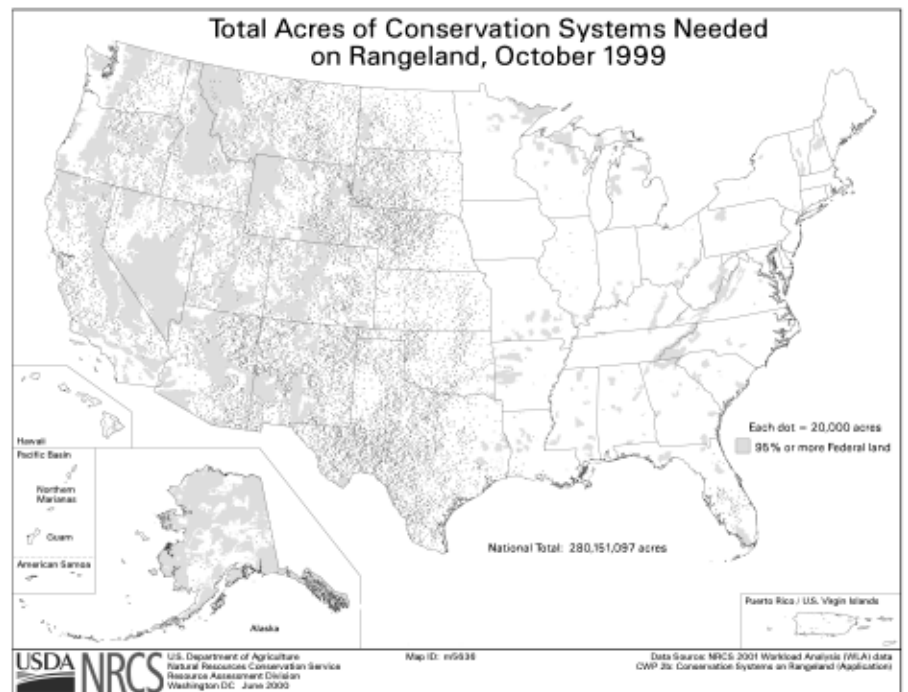 Total Acres of Conservation Systems Needed
on Rangeland, October 1999
Each dot = 20,000 acres
95% or more Federal land
Hawaii
Pacific Basin
Northern
Marianas
Guam
American Samoa
National Total: 280,151,097 acres
Alaska
Puerto Rico / U.S. Virgin Islands
USDA NRCS
U.S. Department of Agriculture
Natural Resources Conservation Service
Resource Assessment Division
Washington DC June 2000
Map ID: m5636
Data Source: NRCS 2001 Workload Analysis (WLA) data
CWP 2b: Conservation Systems on Rangeland (Application)